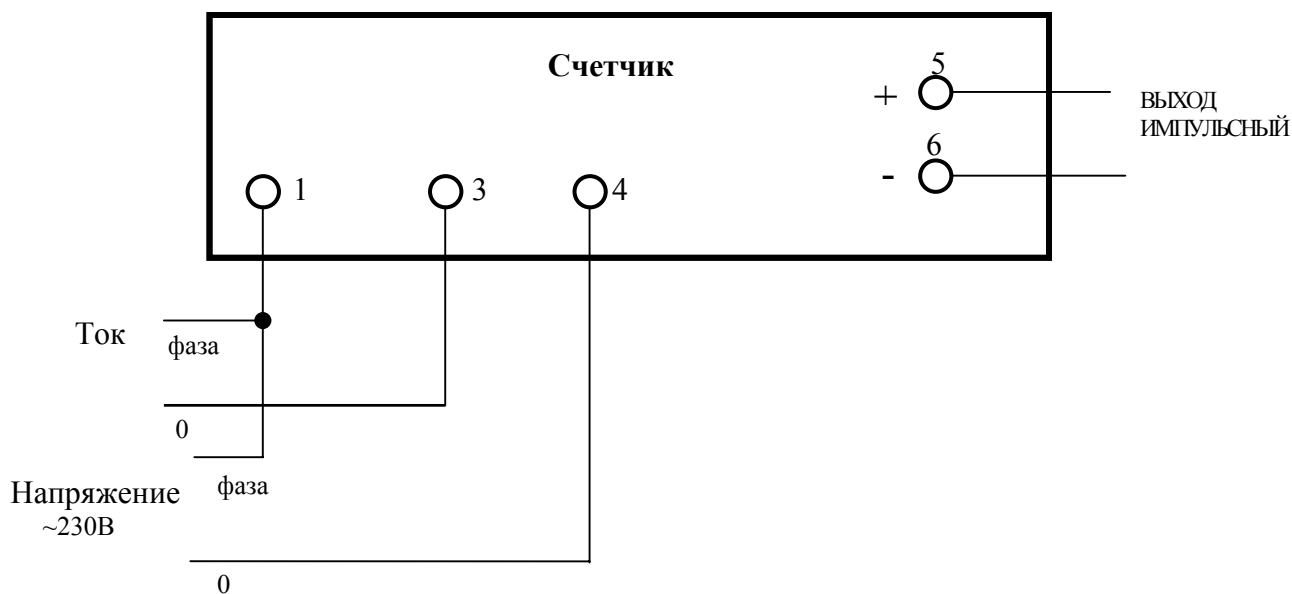 Счетчик
5
+
ВЫХОД
ИМПУЛЬСНЫЙ
6
-
1
3
4
Ток
фаза
0
фаза
Напряжение
~230В
0